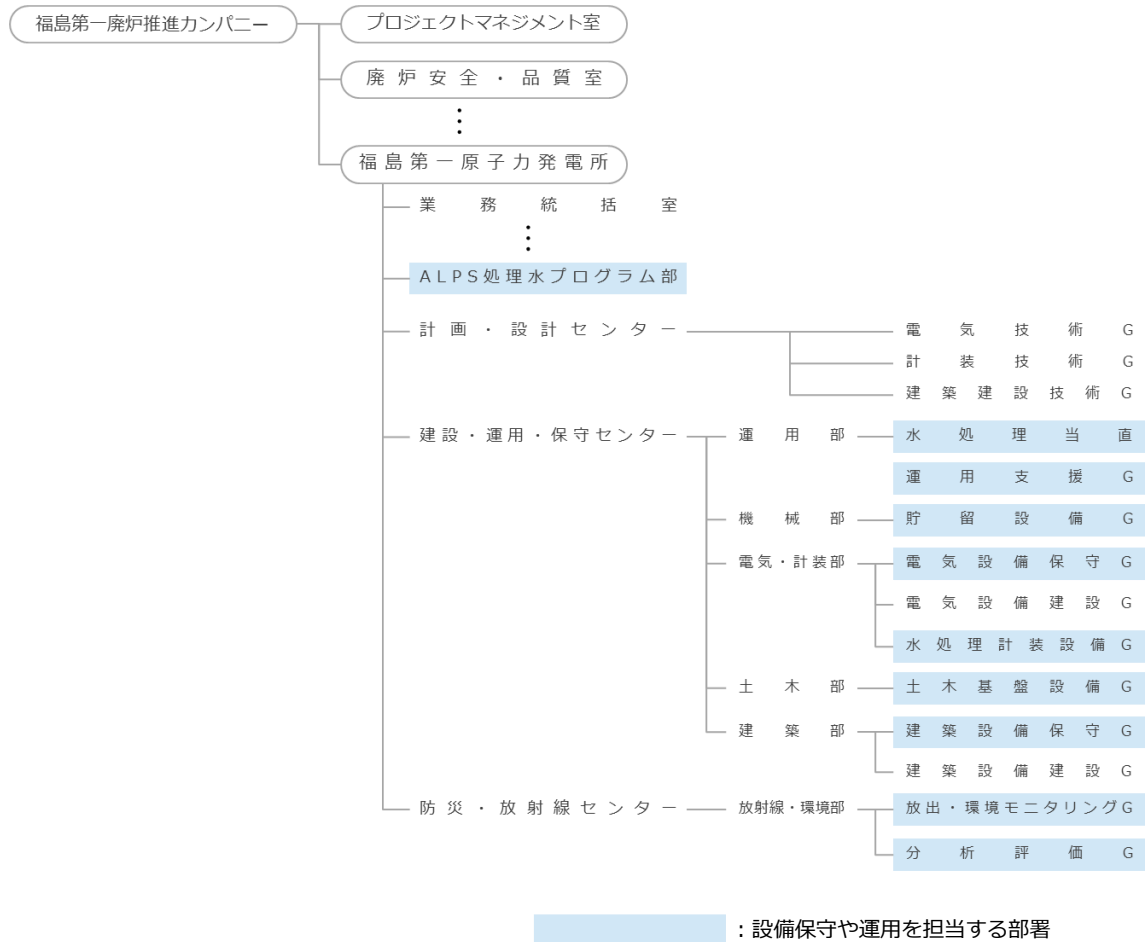 福島第一廃炉推進カンパニー
プロジェクトマネジメント室
廃炉安全・品質室
福島第一原子力発電所
業務統括室
ALPS処理水プログラム部
計画・設計センター
電気技術G
計装技術G
建築建設技術G
建設・運用・保守センター
運用部
水処理当直
運用支援G
機械部
貯留設備G
電気・計装部
電気設備保守G
電気設備建設G
水処理計装設備G
土木部
土木基盤設備G
建築部
建築設備保守G
建築設備建設G
防災・放射線センター
放射線・環境部
放出・環境モニタリングG
分析評価G
：設備保守や運用を担当する部署